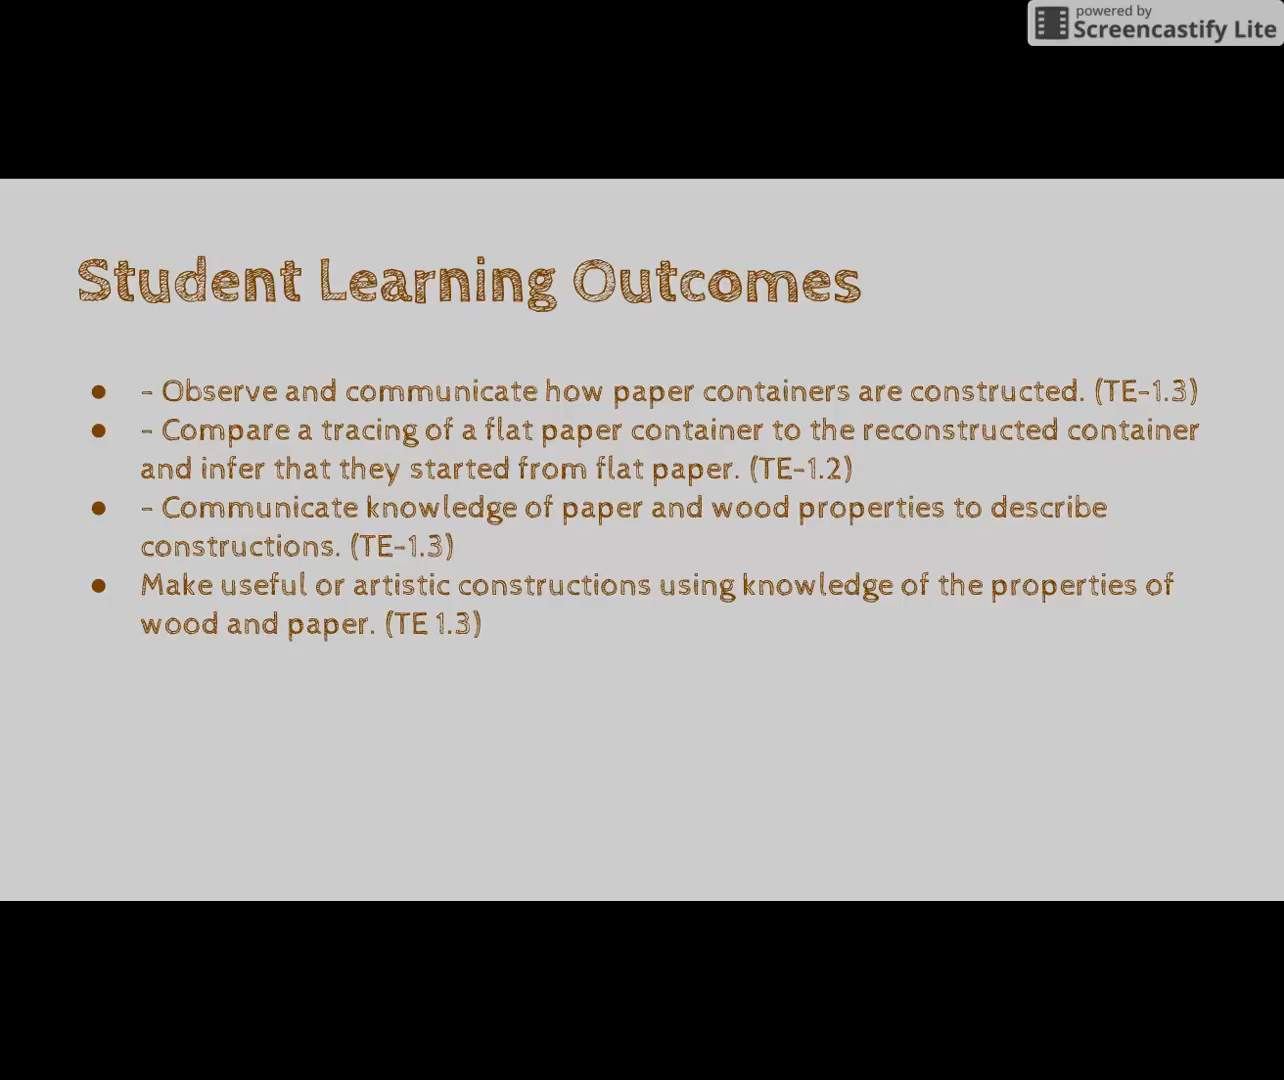 powered by
Screencastify Lite
Student Learning Outcomes
● - Observe and communicate how paper containers are constructed. (TE-1.3)
● - Compare a tracing of a flat paper container to the reconstructed container
and infer that they started from flat paper. (TE-1.2)
● - Communicate knowledge of paper and wood properties to describe
constructions. (TE-1.3)
● Make useful or artistic constructions using knowledge of the properties of
wood and paper. (TE 1.3)